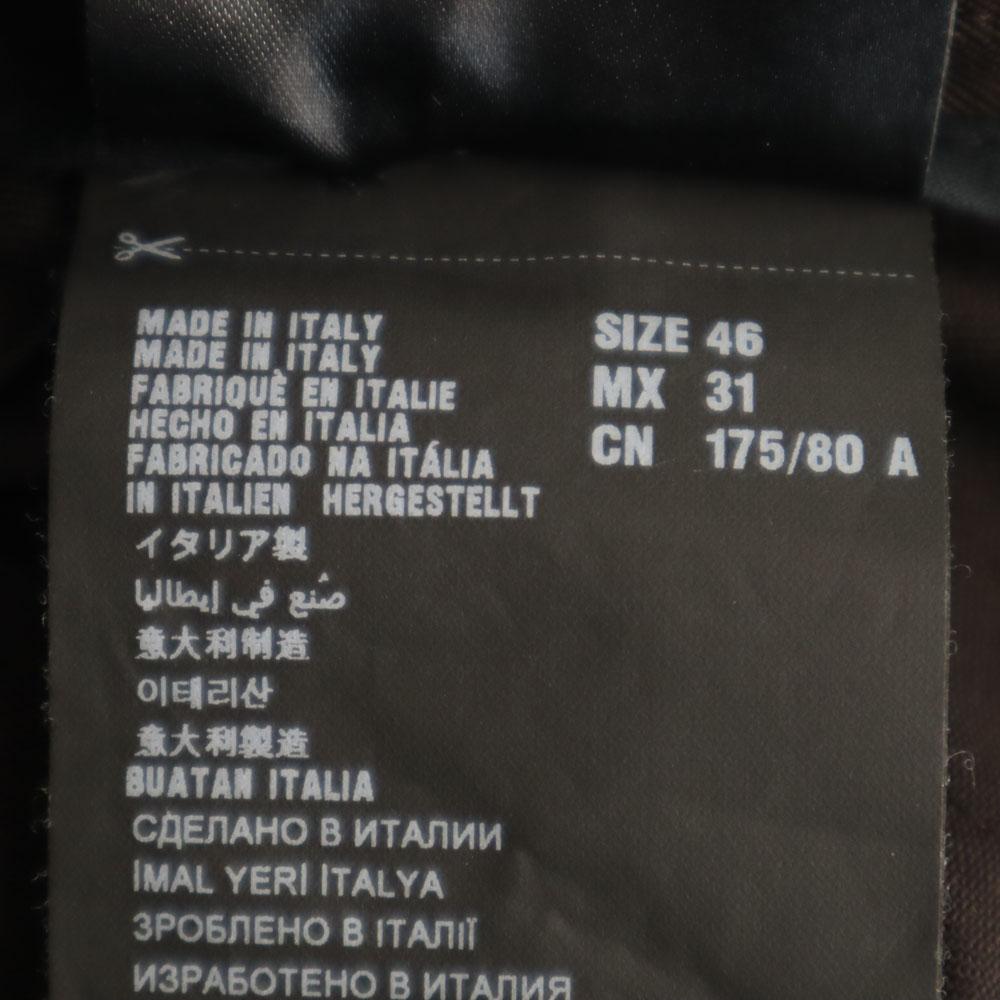 MADE IN ITALY
MADE IN ITALY
FABRIQUÈ EN ITALIE
HECHO EN ITALIA
FABRICADO NA ITÁLIA
IN ITALIEN HERGESTELLT
イタリア製
صُنع في إيطاليا
意大利制造
이테리산
意大利製造
BUATAN ITALIA
СДЕЛАНО В ИТАЛИИ
İMAL YERİ İTALYA
ЗРОБЛЕНО В ІТАЛІЇ
ИЗРАБОТЕНО В ИТАЛИЯ
SIZE 46
MX 31
CN 175/80 A